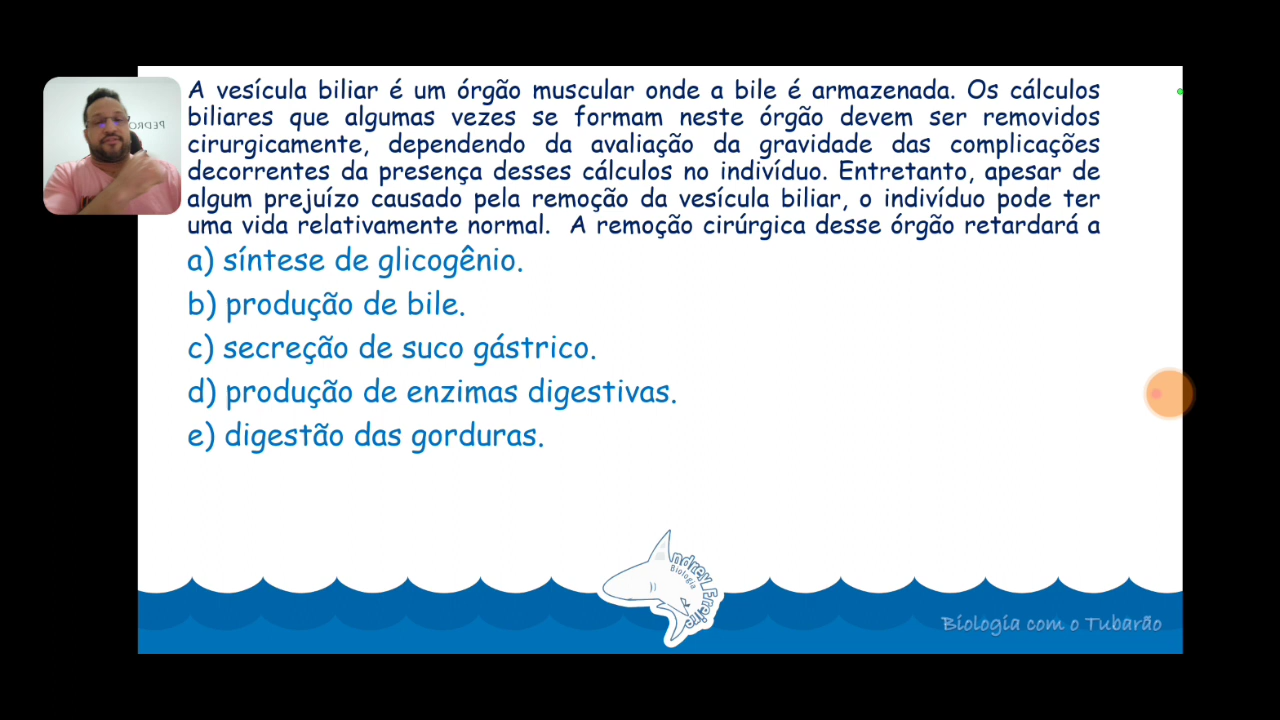 A vesícula biliar é um órgão muscular onde a bile é armazenada. Os cálculos
biliares que algumas vezes se formam neste órgão devem ser removidos
cirurgicamente, dependendo da avaliação da gravidade das complicações
decorrentes da presença desses cálculos no indivíduo. Entretanto, apesar de
algum prejuízo causado pela remoção da vesícula biliar, o indivíduo pode ter
uma vida relativamente normal. A remoção cirúrgica desse órgão retardará a
a) síntese de glicogênio.
b) produção de bile.
c) secreção de suco gástrico.
d) produção de enzimas digestivas.
e) digestão das gorduras.
PEDRO
Andrey Freire
Biologia
Biologia com o Tubarão